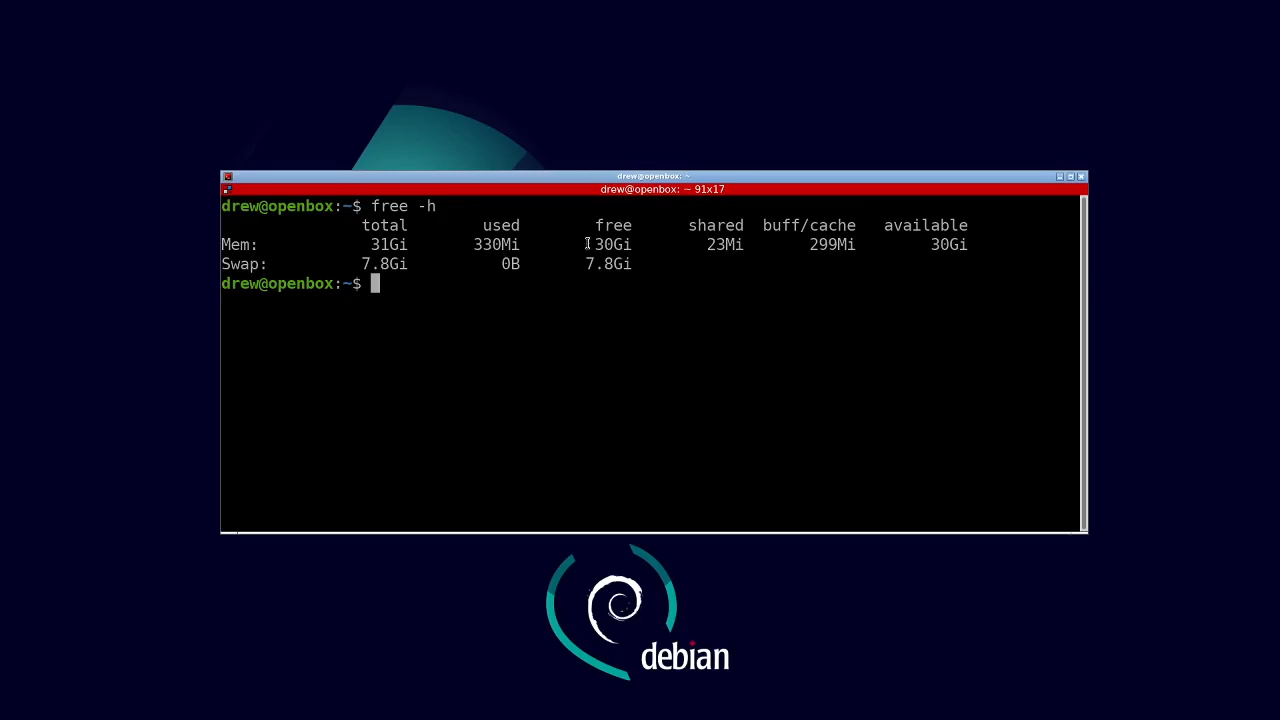 drew@openbox: ~
drew@openbox: ~ 91x17
drew@openbox:~$ free -h
total used free shared buff/cache available
Mem: 31Gi 330Mi 30Gi 23Mi 299Mi 30Gi
Swap: 7.8Gi 0B 7.8Gi
drew@openbox:~$
debian